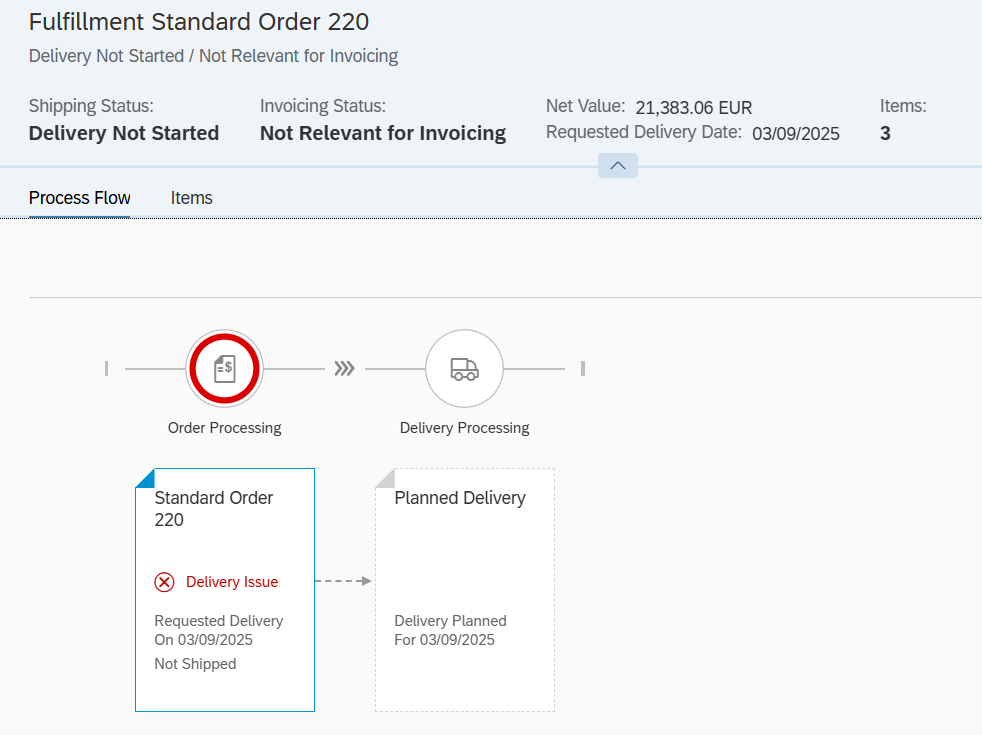 Fulfillment Standard Order 220
Delivery Not Started / Not Relevant for Invoicing
Shipping Status:
Delivery Not Started
Invoicing Status:
Not Relevant for Invoicing
Net Value: 21,383.06 EUR
Requested Delivery Date: 03/09/2025
Items:
3
Process Flow
Items
$
Order Processing
Delivery Processing
Standard Order
220
Delivery Issue
Requested Delivery
On 03/09/2025
Not Shipped
Planned Delivery
Delivery Planned
For 03/09/2025